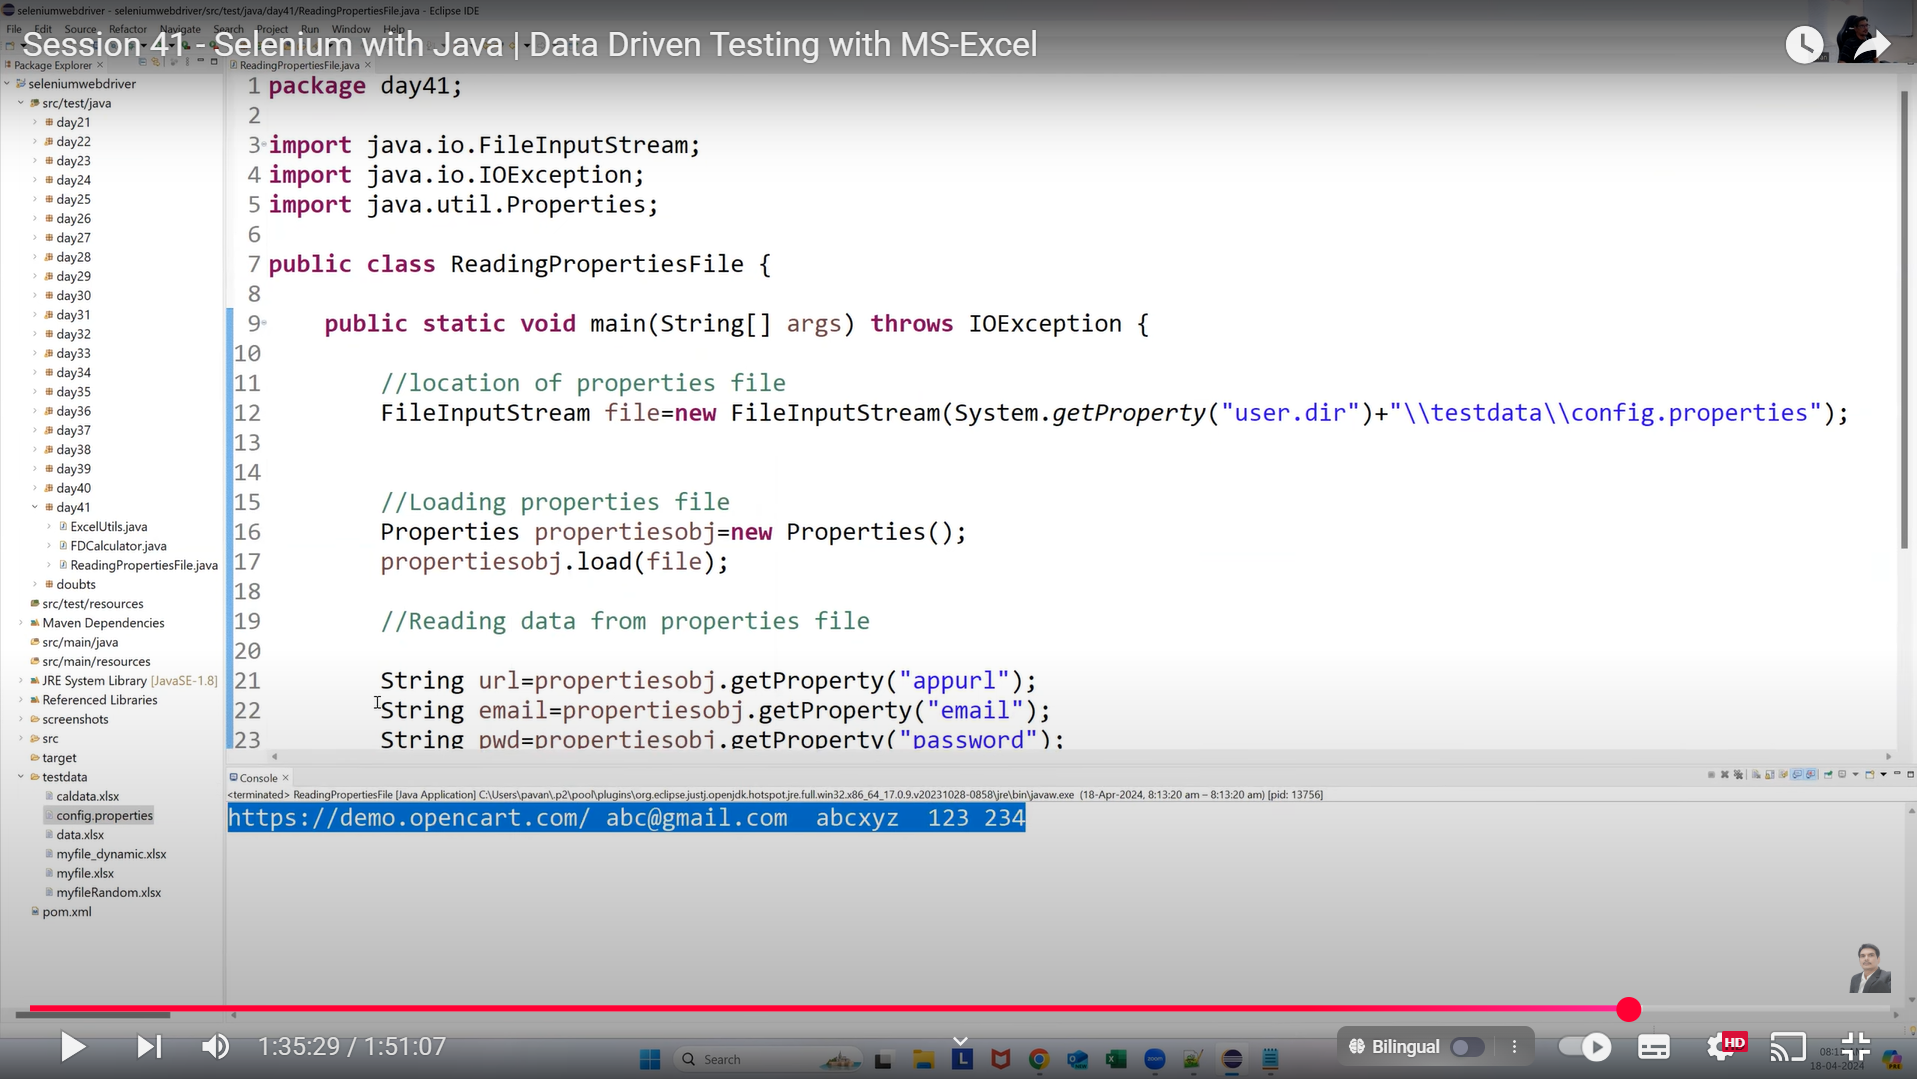 seleniumwebdriver - seleniumwebdriver/src/test/java/day41/ReadingPropertiesFile.java - Eclipse IDE
File Edit Source Refactor Navigate Search Project Run Window Help
Session 41 - Selenium with Java | Data Driven Testing with MS-Excel
Package Explorer
seleniumwebdriver
src/test/java
day21
day22
day23
day24
day25
day26
day27
day28
day29
day30
day31
day32
day33
day34
day35
day36
day37
day38
day39
day40
day41
ExcelUtils.java
FDCalculator.java
ReadingPropertiesFile.java
doubts
src/test/resources
Maven Dependencies
src/main/java
src/main/resources
JRE System Library [JavaSE-1.8]
Referenced Libraries
screenshots
src
target
testdata
caldata.xlsx
config.properties
data.xlsx
myfile_dynamic.xlsx
myfile.xlsx
myfileRandom.xlsx
pom.xml
ReadingPropertiesFile.java
1 package day41;
2
3 import java.io.FileInputStream;
4 import java.io.IOException;
5 import java.util.Properties;
6
7 public class ReadingPropertiesFile {
8
9 public static void main(String[] args) throws IOException {
10
11 //location of properties file
12 FileInputStream file=new FileInputStream(System.getProperty("user.dir")+"\\testdata\\config.properties");
13
14
15 //Loading properties file
16 Properties propertiesobj=new Properties();
17 propertiesobj.load(file);
18
19 //Reading data from properties file
20
21 String url=propertiesobj.getProperty("appurl");
22 String email=propertiesobj.getProperty("email");
23 String pwd=propertiesobj.getProperty("password");
Console
<terminated> ReadingPropertiesFile [Java Application] C:\Users\pavan\.p2\pool\plugins\org.eclipse.justj.openjdk.hotspot.jre.full.win32.x86_64_17.0.9.v20231028-0858\jre\bin\javaw.exe (18-Apr-2024, 8:13:20 am – 8:13:20 am) [pid: 13756]
https://demo.opencart.com/ abc@gmail.com abcxyz 123 234
1:35:29 / 1:51:07
Search
Bilingual
HD
18-04-2024